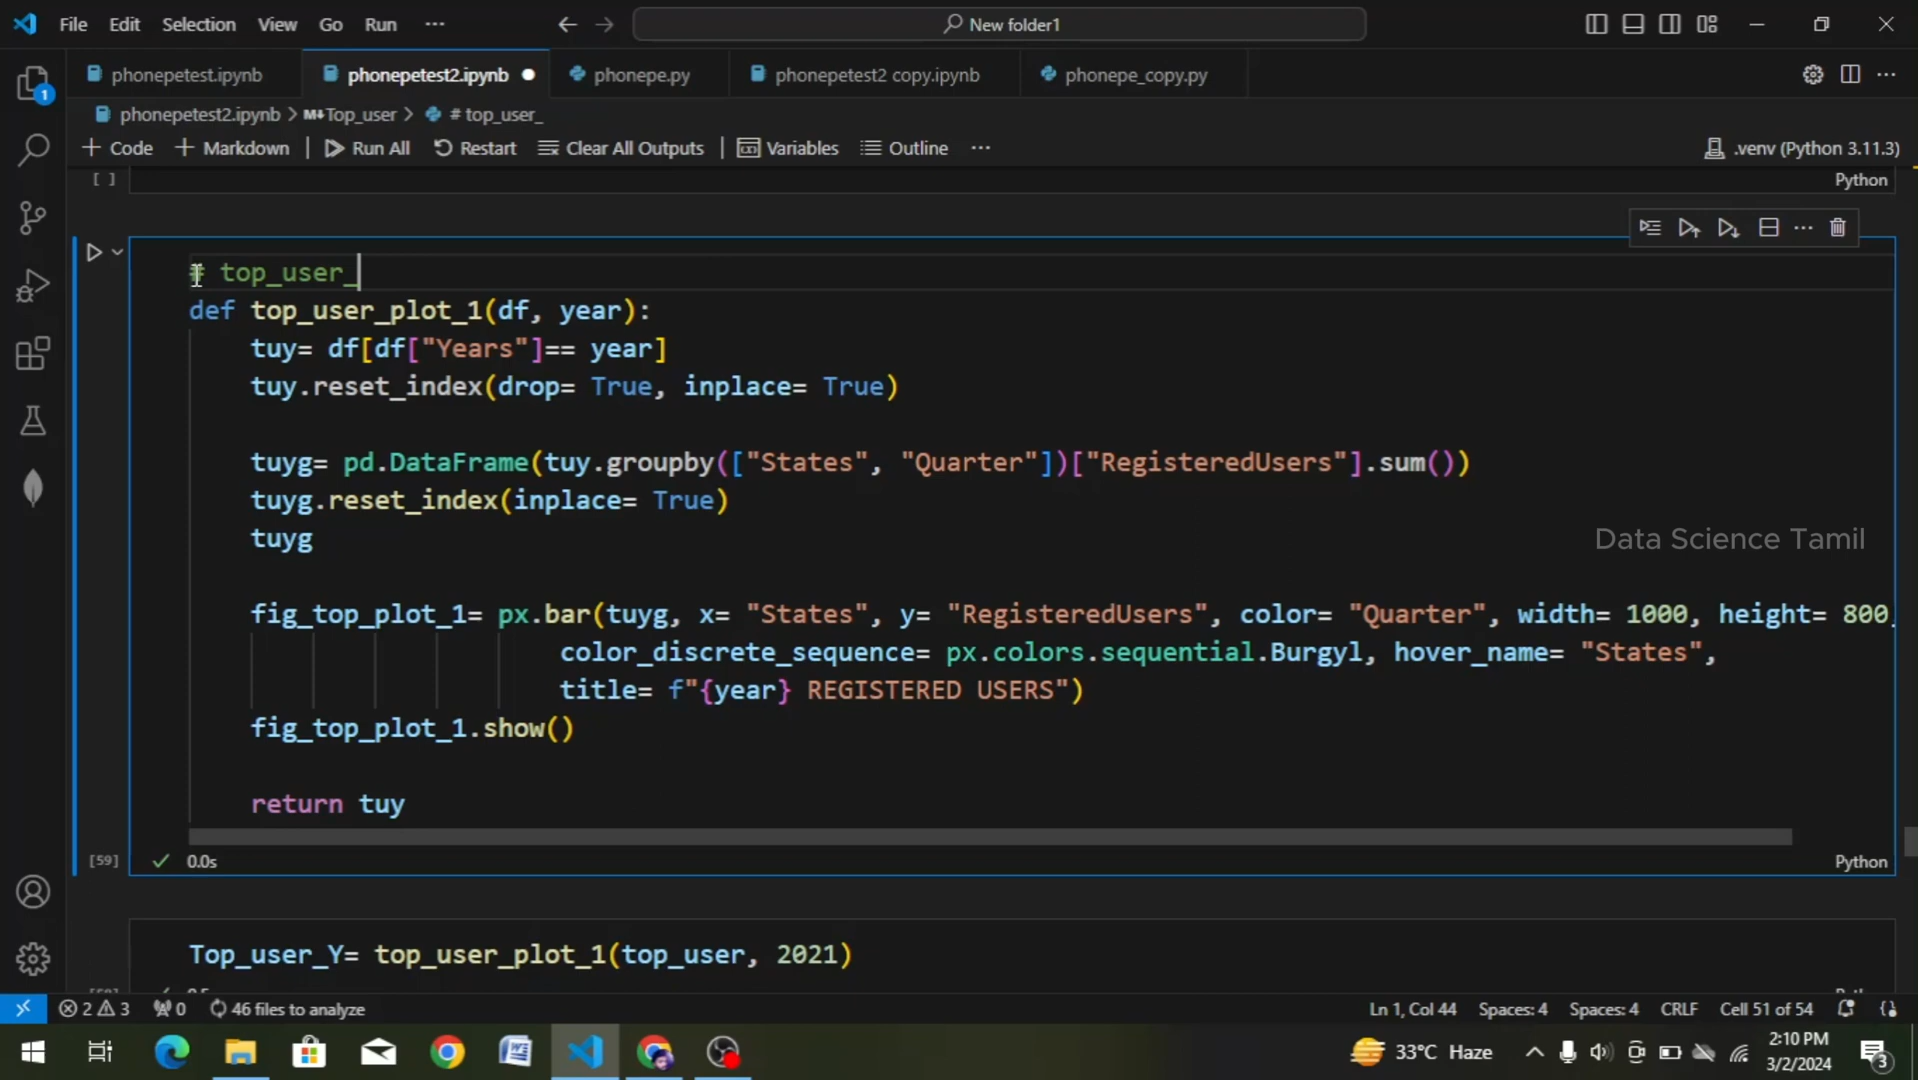 File Edit Selection View Go Run ··· New folder1
phonepetest.ipynb phonepetest2.ipynb phonepe.py phonepetest2 copy.ipynb phonepe_copy.py
phonepetest2.ipynb > M↓Top_user > # top_user_
+ Code + Markdown | Run All Restart Clear All Outputs | Variables Outline ··· .venv (Python 3.11.3)
[ ] Python
1
# top_user_
def top_user_plot_1(df, year):
tuy= df[df["Years"]== year]
tuy.reset_index(drop= True, inplace= True)
tuyg= pd.DataFrame(tuy.groupby(["States", "Quarter"])["RegisteredUsers"].sum())
tuyg.reset_index(inplace= True)
tuyg
Data Science Tamil
fig_top_plot_1= px.bar(tuyg, x= "States", y= "RegisteredUsers", color= "Quarter", width= 1000, height= 800,
color_discrete_sequence= px.colors.sequential.Burgyl, hover_name= "States",
title= f"{year} REGISTERED USERS")
fig_top_plot_1.show()
return tuy
[59] 0.0s Python
Top_user_Y= top_user_plot_1(top_user, 2021)
2 3 0 46 files to analyze Ln 1, Col 44 Spaces: 4 Spaces: 4 CRLF Cell 51 of 54
33°C Haze 2:10 PM
3/2/2024
3